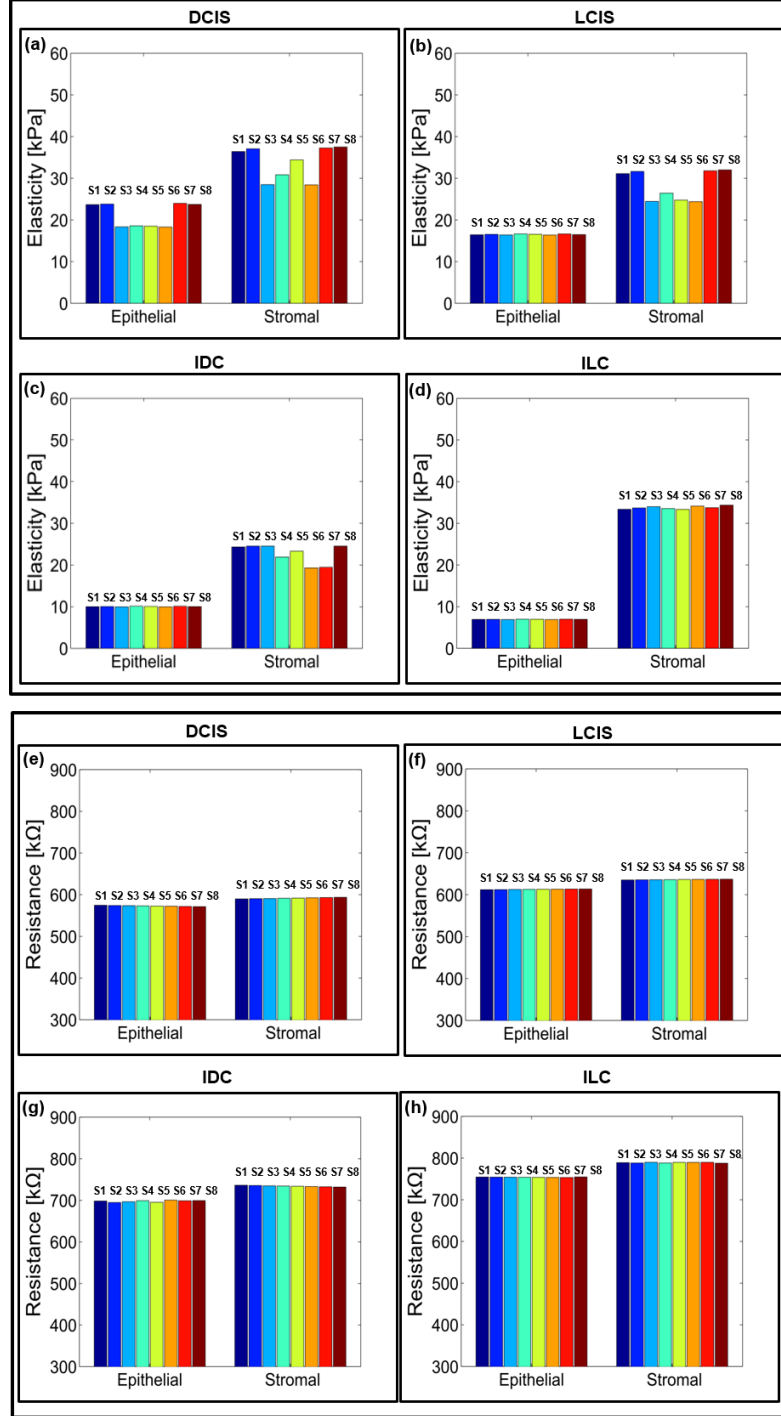 DCIS
LCIS
(a)
60
50
40
30
20
10
0
Elasticity [kPa]
S1 S2 S3 S4 S5 S6 S7 S8
S1 S2 S3 S4 S5 S6 S7 S8
Epithelial
Stromal
(b)
60
50
40
30
20
10
0
Elasticity [kPa]
S1 S2 S3 S4 S5 S6 S7 S8
S1 S2 S3 S4 S5 S6 S7 S8
Epithelial
Stromal
IDC
ILC
(c)
60
50
40
30
20
10
0
Elasticity [kPa]
S1 S2 S3 S4 S5 S6 S7 S8
S1 S2 S3 S4 S5 S6 S7 S8
Epithelial
Stromal
(d)
60
50
40
30
20
10
0
Elasticity [kPa]
S1 S2 S3 S4 S5 S6 S7 S8
S1 S2 S3 S4 S5 S6 S7 S8
Epithelial
Stromal
DCIS
LCIS
(e)
900
800
700
600
500
400
300
Resistance [kΩ]
S1 S2 S3 S4 S5 S6 S7 S8
S1 S2 S3 S4 S5 S6 S7 S8
Epithelial
Stromal
(f)
900
800
700
600
500
400
300
Resistance [kΩ]
S1 S2 S3 S4 S5 S6 S7 S8
S1 S2 S3 S4 S5 S6 S7 S8
Epithelial
Stromal
IDC
ILC
(g)
900
800
700
600
500
400
300
Resistance [kΩ]
S1 S2 S3 S4 S5 S6 S7 S8
S1 S2 S3 S4 S5 S6 S7 S8
Epithelial
Stromal
(h)
900
800
700
600
500
400
300
Resistance [kΩ]
S1 S2 S3 S4 S5 S6 S7 S8
S1 S2 S3 S4 S5 S6 S7 S8
Epithelial
Stromal